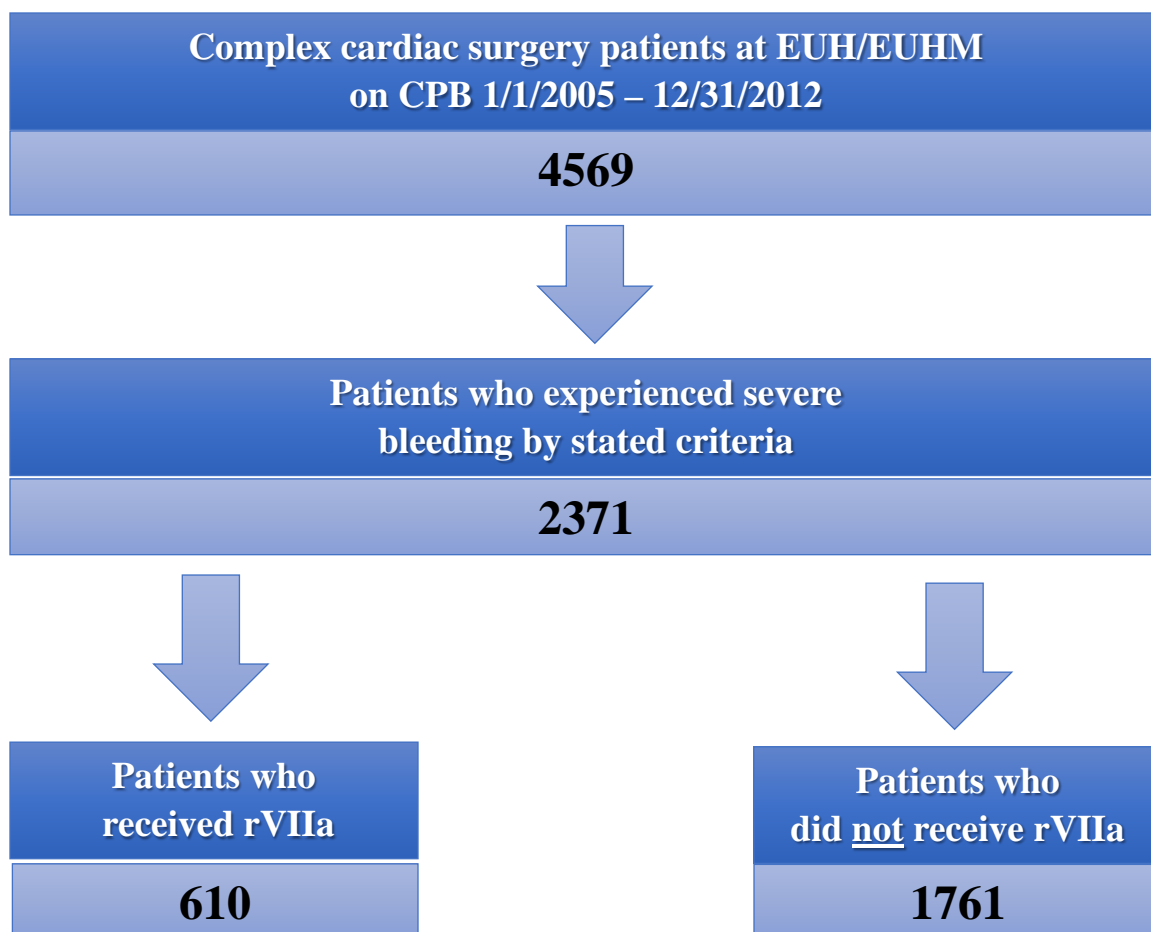 Complex cardiac surgery patients at EUH/EUHM
on CPB 1/1/2005 – 12/31/2012
4569
Patients who experienced severe
bleeding by stated criteria
2371
Patients who
received rVIIa
610
Patients who
did not receive rVIIa
1761